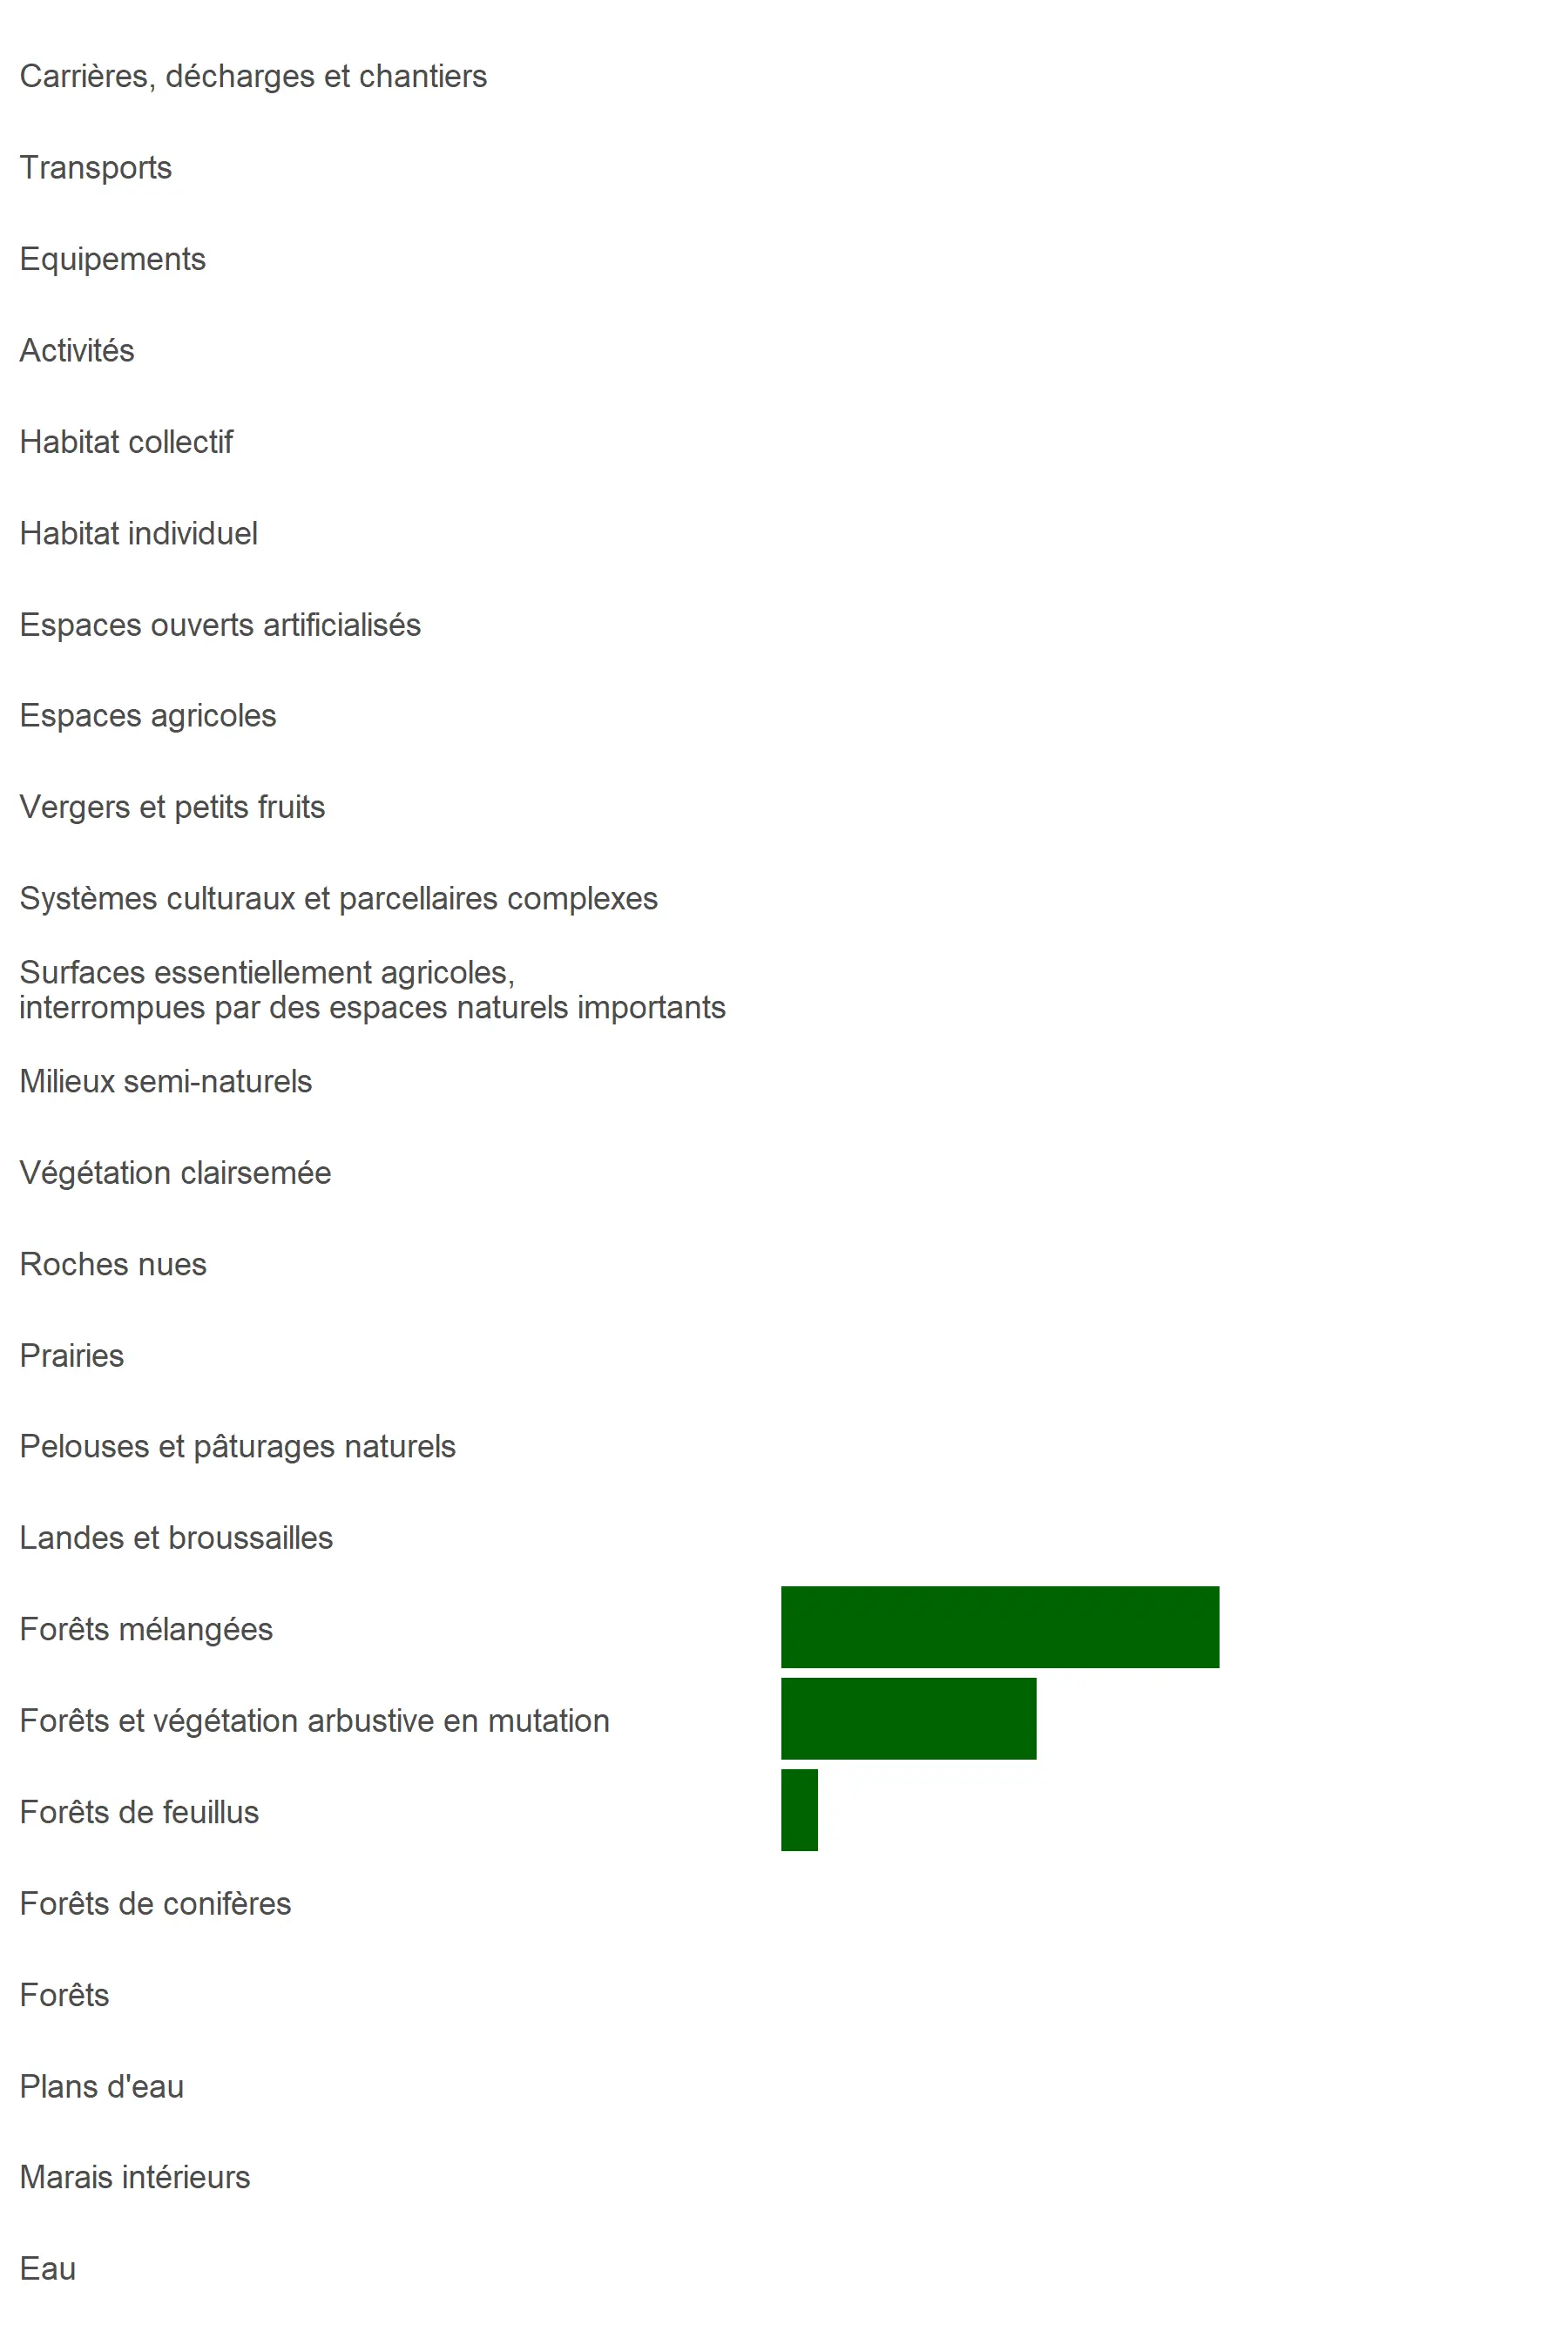 Carrières, décharges et chantiers
Transports
Equipements
Activités
Habitat collectif
Habitat individuel
Espaces ouverts artificialisés
Espaces agricoles
Vergers et petits fruits
Systèmes culturaux et parcellaires complexes
Surfaces essentiellement agricoles,
interrompues par des espaces naturels importants
Milieux semi-naturels
Végétation clairsemée
Roches nues
Prairies
Pelouses et pâturages naturels
Landes et broussailles
Forêts mélangées
Forêts et végétation arbustive en mutation
Forêts de feuillus
Forêts de conifères
Forêts
Plans d'eau
Marais intérieurs
Eau